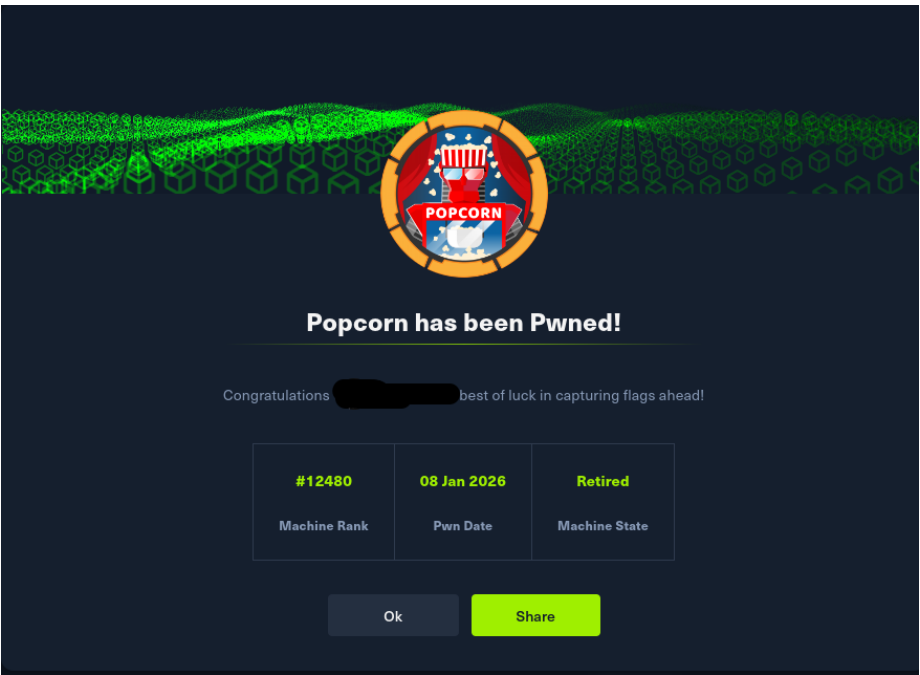 POPCORN
Popcorn has been Pwned!
Congratulations best of luck in capturing flags ahead!
#12480 08 Jan 2026 Retired
Machine Rank Pwn Date Machine State
Ok Share